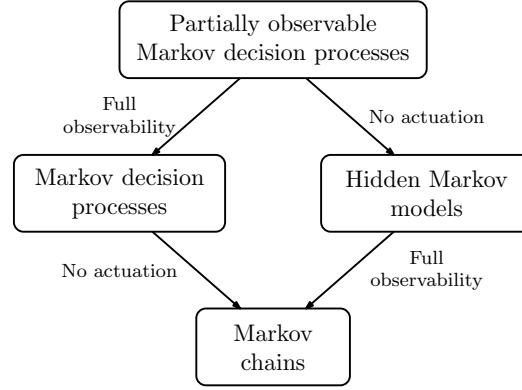 Partially observable
Markov decision processes
Full
observability
No actuation
Markov decision
processes
Hidden Markov
models
No actuation
Full
observability
Markov
chains